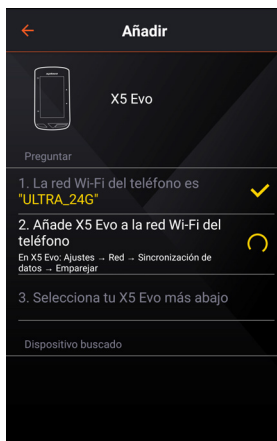 Añadir
X5 Evo
Preguntar
1. La red Wi-Fi del teléfono es
"ULTRA_24G"
2. Añade X5 Evo a la red Wi-Fi del
teléfono
En X5 Evo: Ajustes → Red → Sincronización de
datos → Emparejar
3. Selecciona tu X5 Evo más abajo
Dispositivo buscado